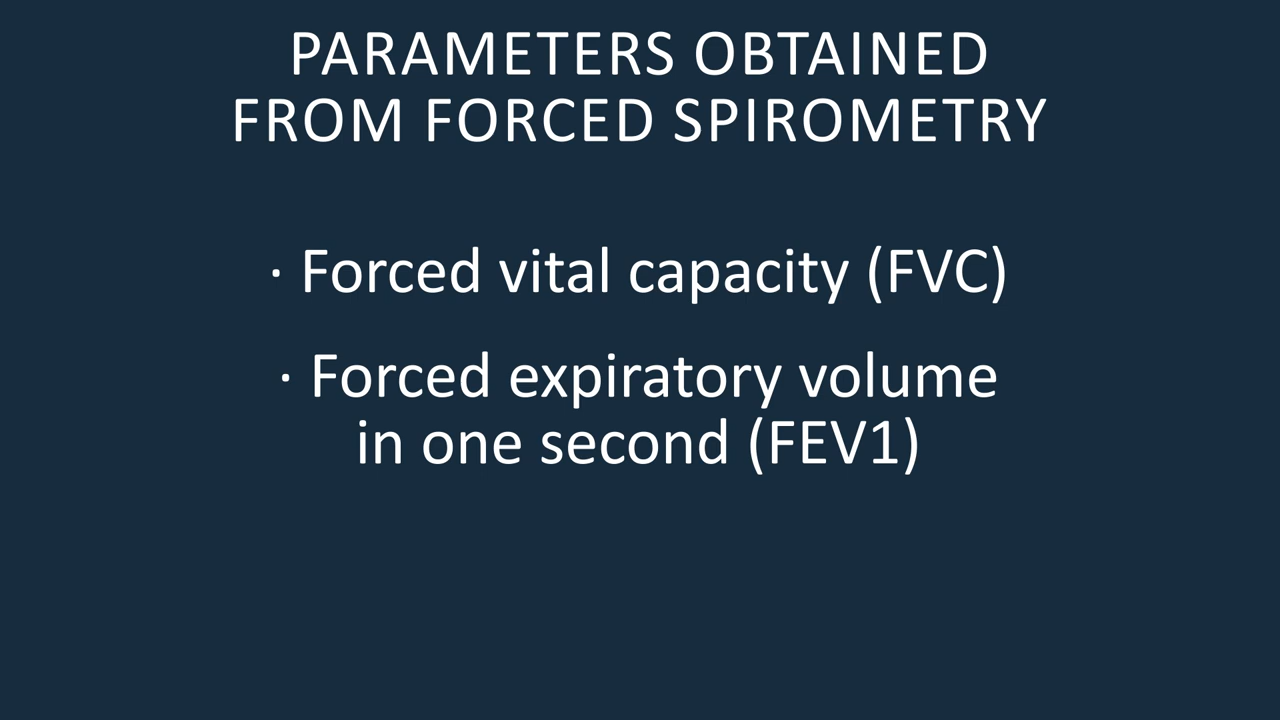 PARAMETERS OBTAINED
FROM FORCED SPIROMETRY
· Forced vital capacity (FVC)
· Forced expiratory volume
in one second (FEV1)